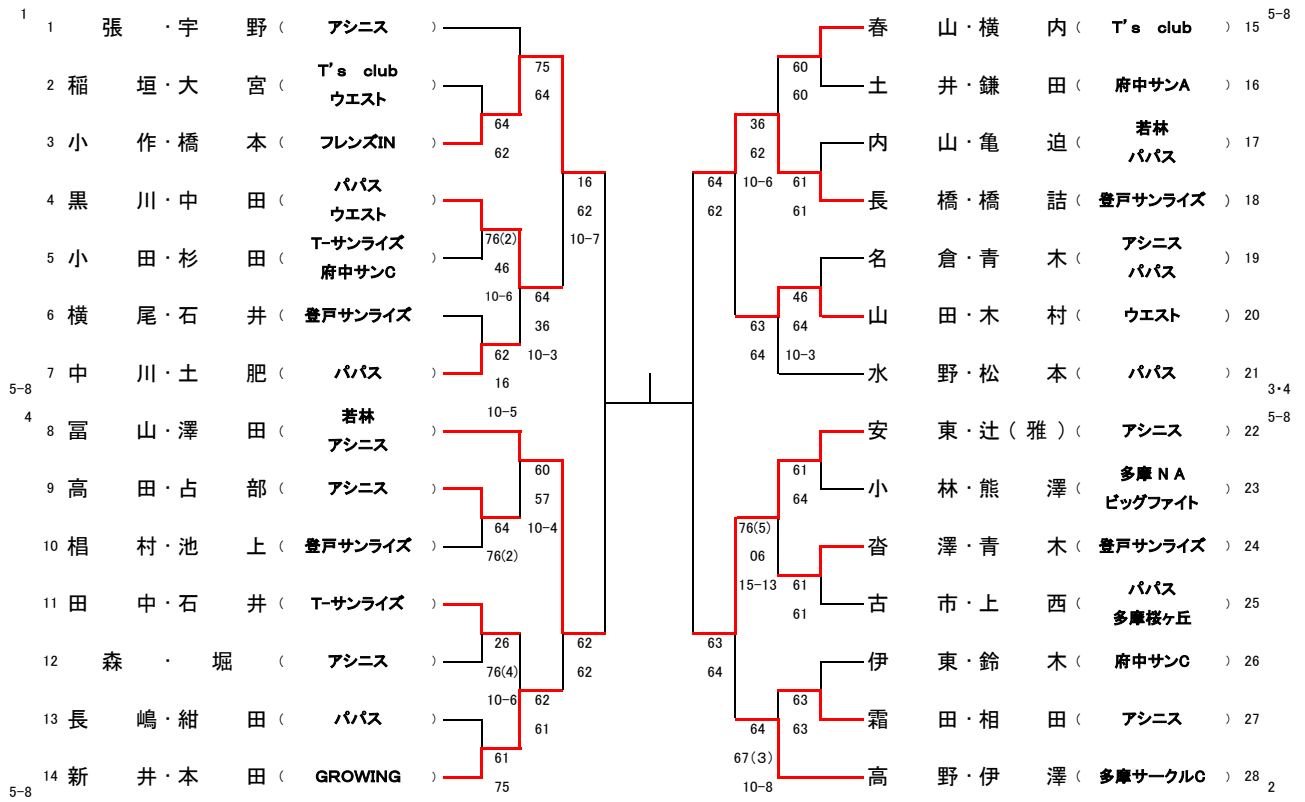 1
1 張 ・宇 野（ アシニス ）
2 稲 垣・大 宮（ T's club ウエスト ）
3 小 作・橋 本（ フレンズIN ）
4 黒 川・中 田（ パパス ウエスト ）
5 小 田・杉 田（ T-サンライズ 府中サンC ）
6 横 尾・石 井（ 登戸サンライズ ）
7 中 川・土 肥（ パパス ）
5-8
4
8 冨 山・澤 田（ 若林 アシニス ）
9 高 田・占 部（ アシニス ）
10 椙 村・池 上（ 登戸サンライズ ）
11 田 中・石 井（ T-サンライズ ）
12 森 ・ 堀 （ アシニス ）
13 長 嶋・紺 田（ パパス ）
14 新 井・本 田（ GROWING ）
5-8
75
64
64
62
16
62
10-7
76(2)
46
10-6
64
36
10-3
62
16
10-5
60
57
10-4
64
76(2)
62
62
26
76(4)
10-6
62
61
61
75
5-8
春 山・横 内（ T's club ）15
土 井・鎌 田（ 府中サンA ）16
内 山・亀 迫（ 若林 パパス ）17
長 橋・橋 詰（ 登戸サンライズ ）18
名 倉・青 木（ アシニス パパス ）19
山 田・木 村（ ウエスト ）20
水 野・松 本（ パパス ）21
3・4
5-8
安 東・辻（雅）（ アシニス ）22
小 林・熊 澤（ 多摩NA ビッグファイト ）23
沓 澤・青 木（ 登戸サンライズ ）24
古 市・上 西（ パパス 多摩桜ヶ丘 ）25
伊 東・鈴 木（ 府中サンC ）26
霜 田・相 田（ アシニス ）27
高 野・伊 澤（ 多摩サークルC ）28
2
60
60
36
62
10-6
61
61
64
62
46
64
10-3
63
64
61
64
76(5)
06
15-13
61
61
63
64
63
63
64
67(3)
10-8